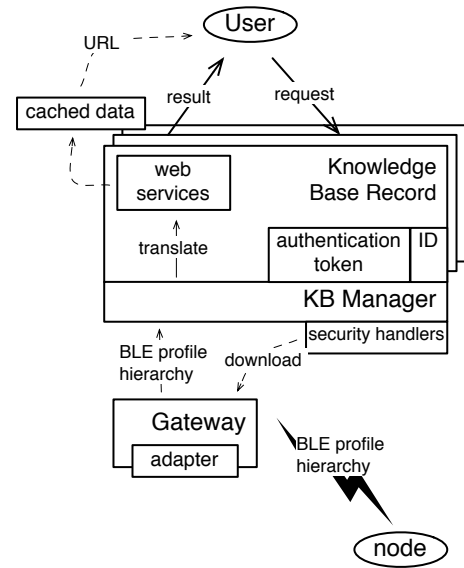 User
URL
result
request
cached data
web
services
Knowledge
Base Record
translate
authentication
token
ID
KB Manager
security handlers
BLE profile
hierarchy
download
Gateway
adapter
BLE profile
hierarchy
node